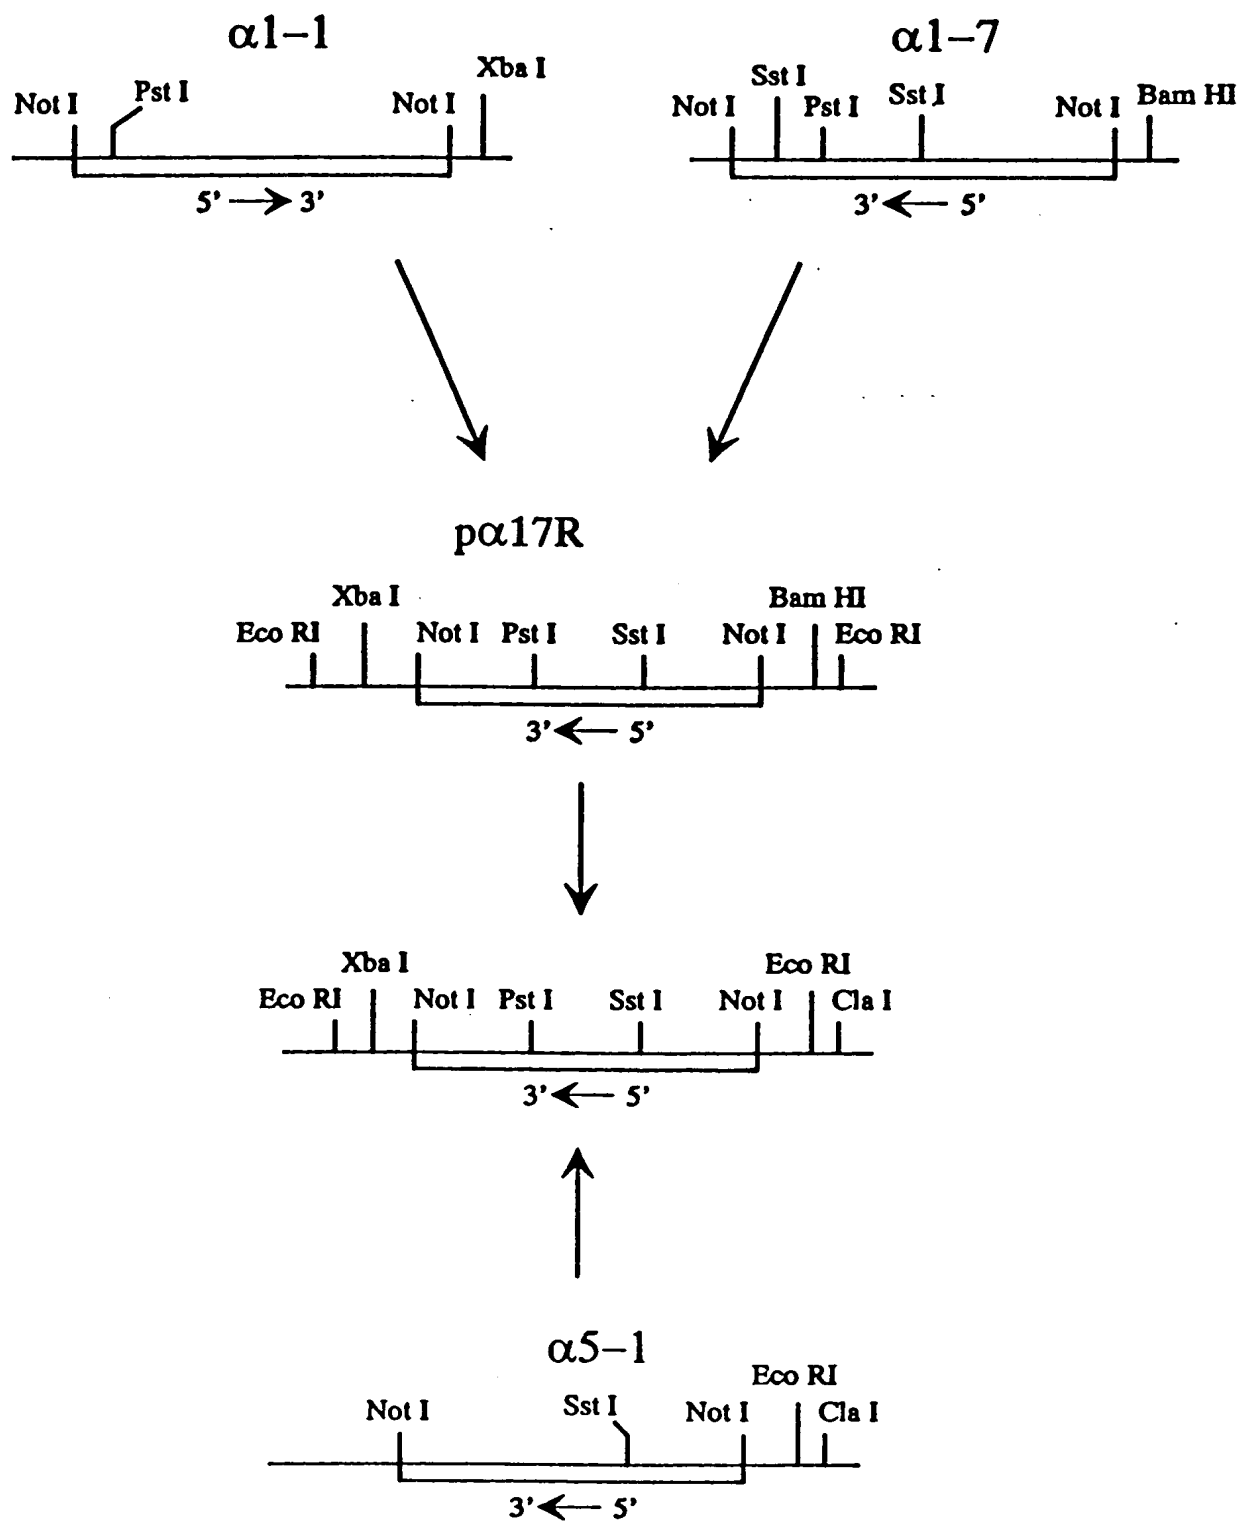 α1–1
Xba I
Pst I
Not I
Not I
5' → 3'
α1–7
Sst I
Sst I
Bam HI
Not I
Pst I
Not I
3' ← 5'
pα17R
Xba I
Bam HI
Eco RI
Not I
Pst I
Sst I
Not I
Eco RI
3' ← 5'
Xba I
Eco RI
Eco RI
Not I
Pst I
Sst I
Not I
Cla I
3' ← 5'
α5–1
Eco RI
Not I
Sst I
Not I
Cla I
3' ← 5'